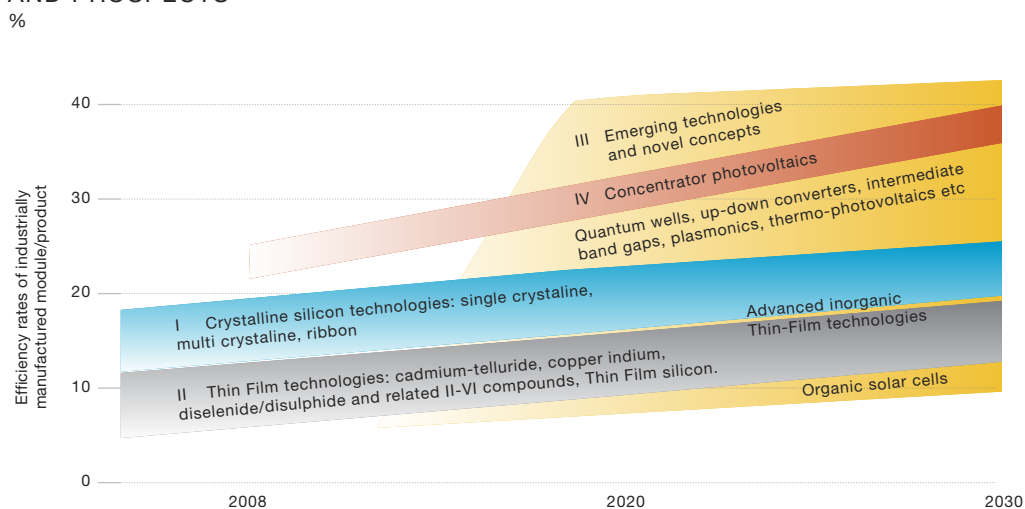 %
40
30
20
10
0
Efficiency rates of industrially
manufactured module/product
III Emerging technologies
and novel concepts
IV Concentrator photovoltaics
Quantum wells, up-down converters, intermediate
band gaps, plasmonics, thermo-photovoltaics etc
I Crystalline silicon technologies: single crystaline,
multi crystaline, ribbon
Advanced inorganic
Thin-Film technologies
II Thin Film technologies: cadmium-telluride, copper indium,
diselenide/disulphide and related II-VI compounds, Thin Film silicon.
Organic solar cells
2008
2020
2030